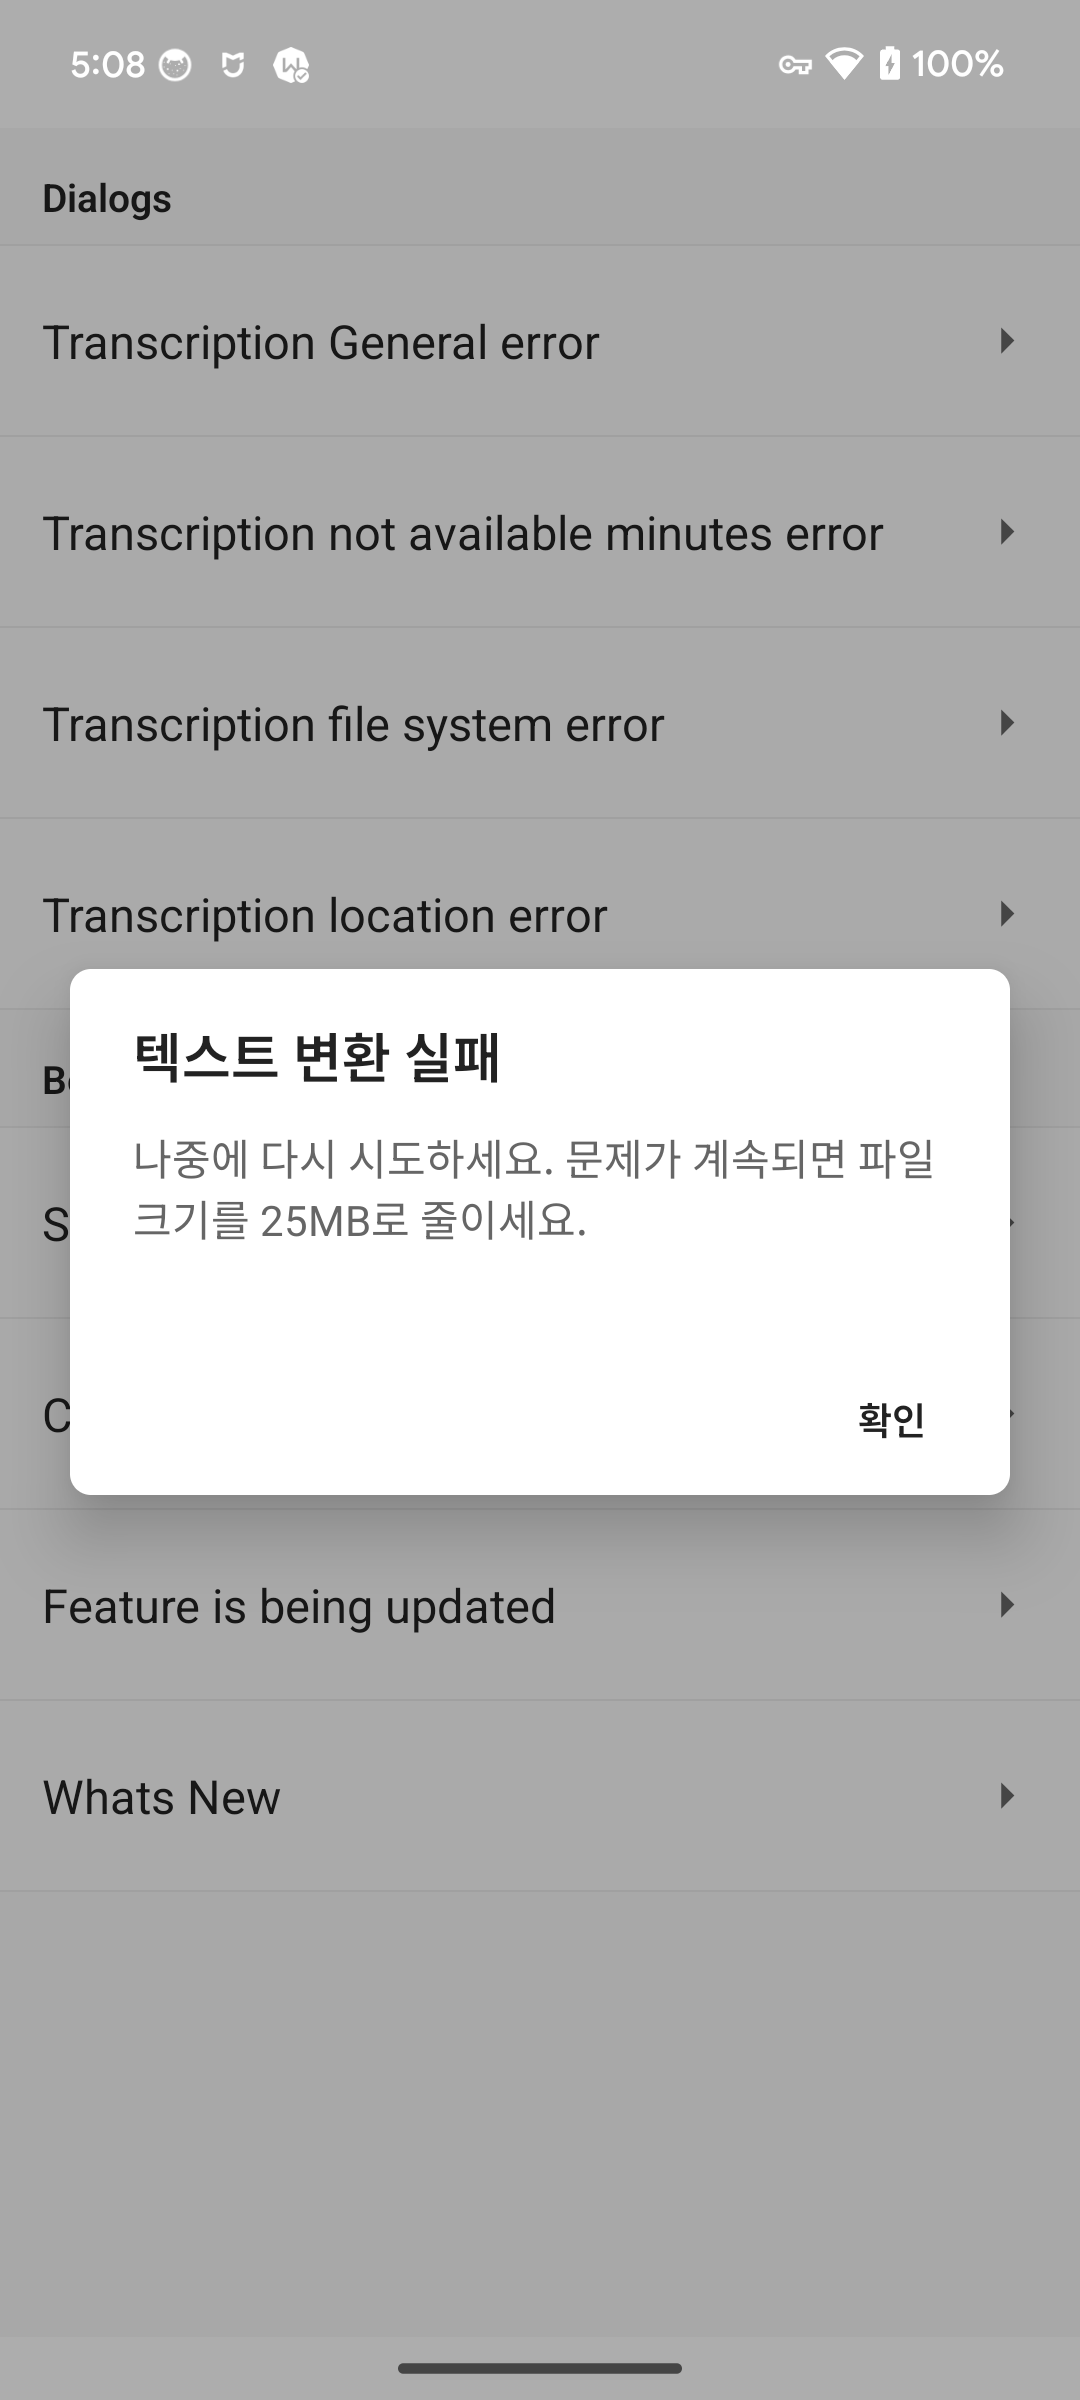 5:08
100%
Dialogs
Transcription General error
Transcription not available minutes error
Transcription file system error
Transcription location error
텍스트 변환 실패
나중에 다시 시도하세요. 문제가 계속되면 파일
크기를 25MB로 줄이세요.
확인
Feature is being updated
Whats New